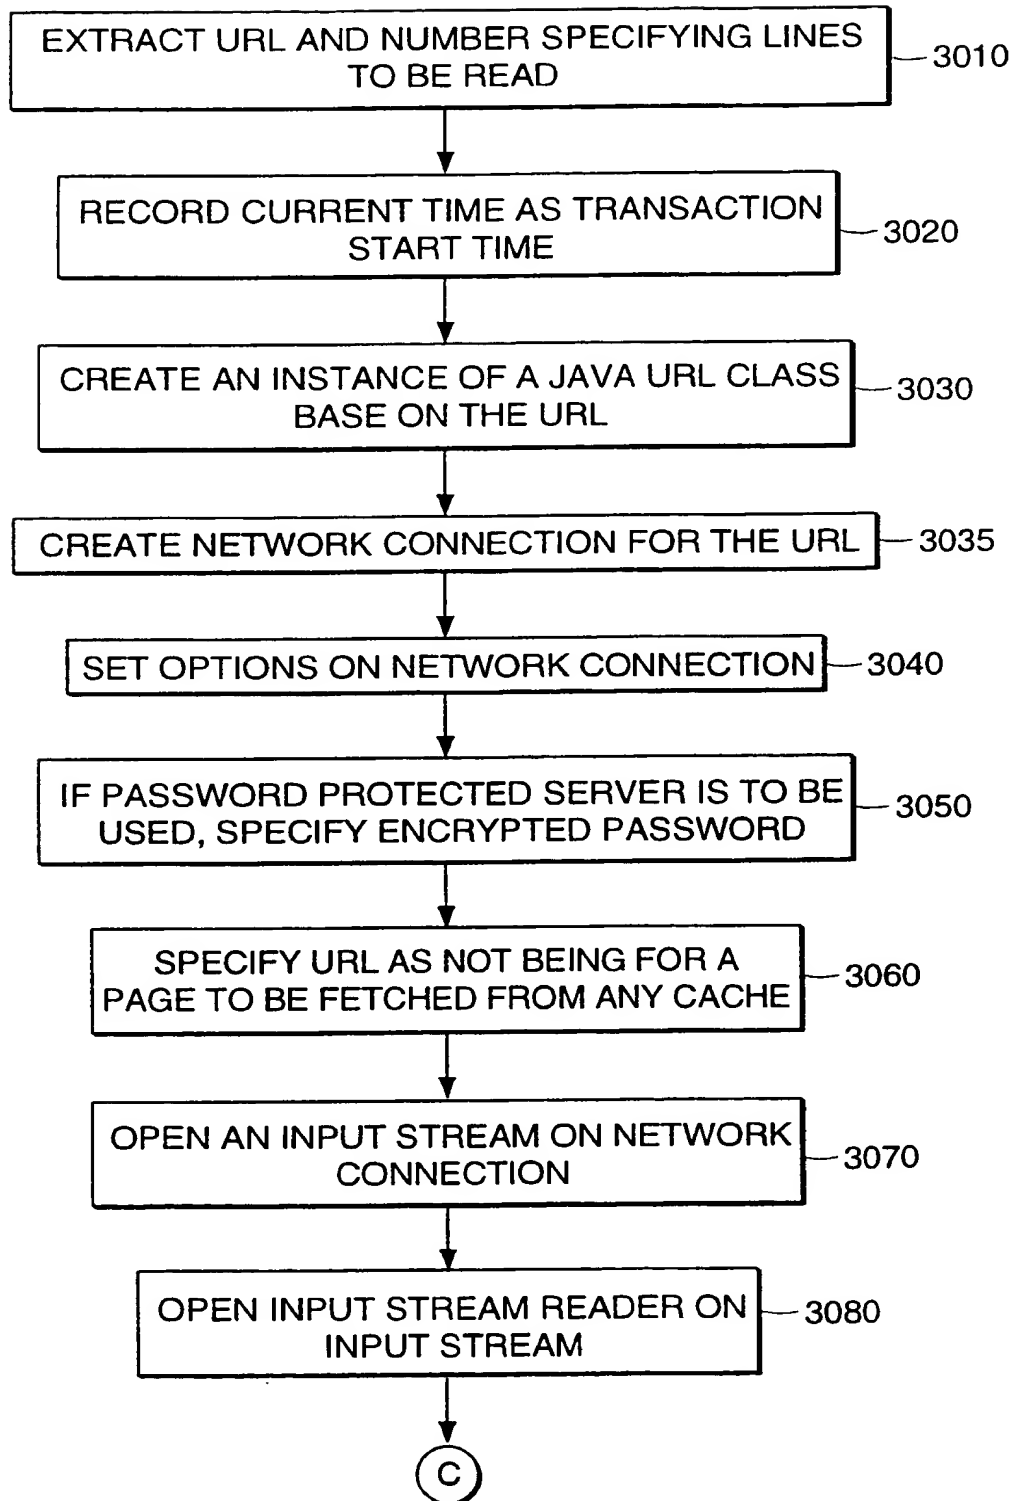 EXTRACT URL AND NUMBER SPECIFYING LINES
TO BE READ
3010
RECORD CURRENT TIME AS TRANSACTION
START TIME
3020
CREATE AN INSTANCE OF A JAVA URL CLASS
BASE ON THE URL
3030
CREATE NETWORK CONNECTION FOR THE URL
3035
SET OPTIONS ON NETWORK CONNECTION
3040
IF PASSWORD PROTECTED SERVER IS TO BE
USED, SPECIFY ENCRYPTED PASSWORD
3050
SPECIFY URL AS NOT BEING FOR A
PAGE TO BE FETCHED FROM ANY CACHE
3060
OPEN AN INPUT STREAM ON NETWORK
CONNECTION
3070
OPEN INPUT STREAM READER ON
INPUT STREAM
3080
C